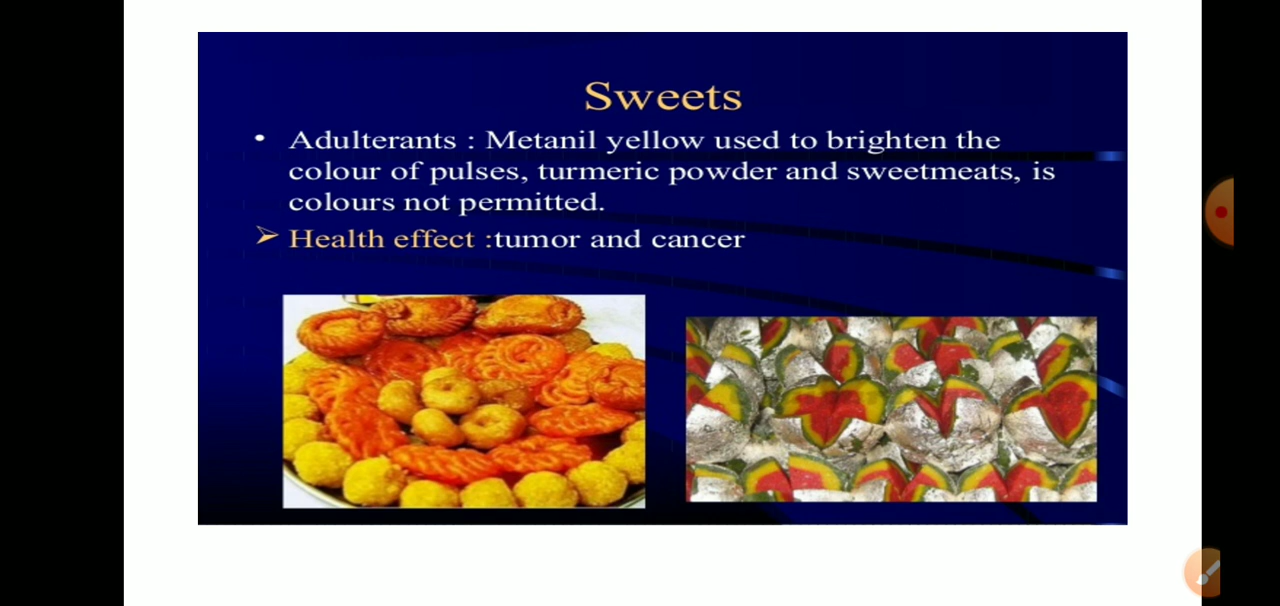 Sweets
• Adulterants : Metanil yellow used to brighten the
colour of pulses, turmeric powder and sweetmeats, is
colours not permitted.
➢ Health effect :tumor and cancer